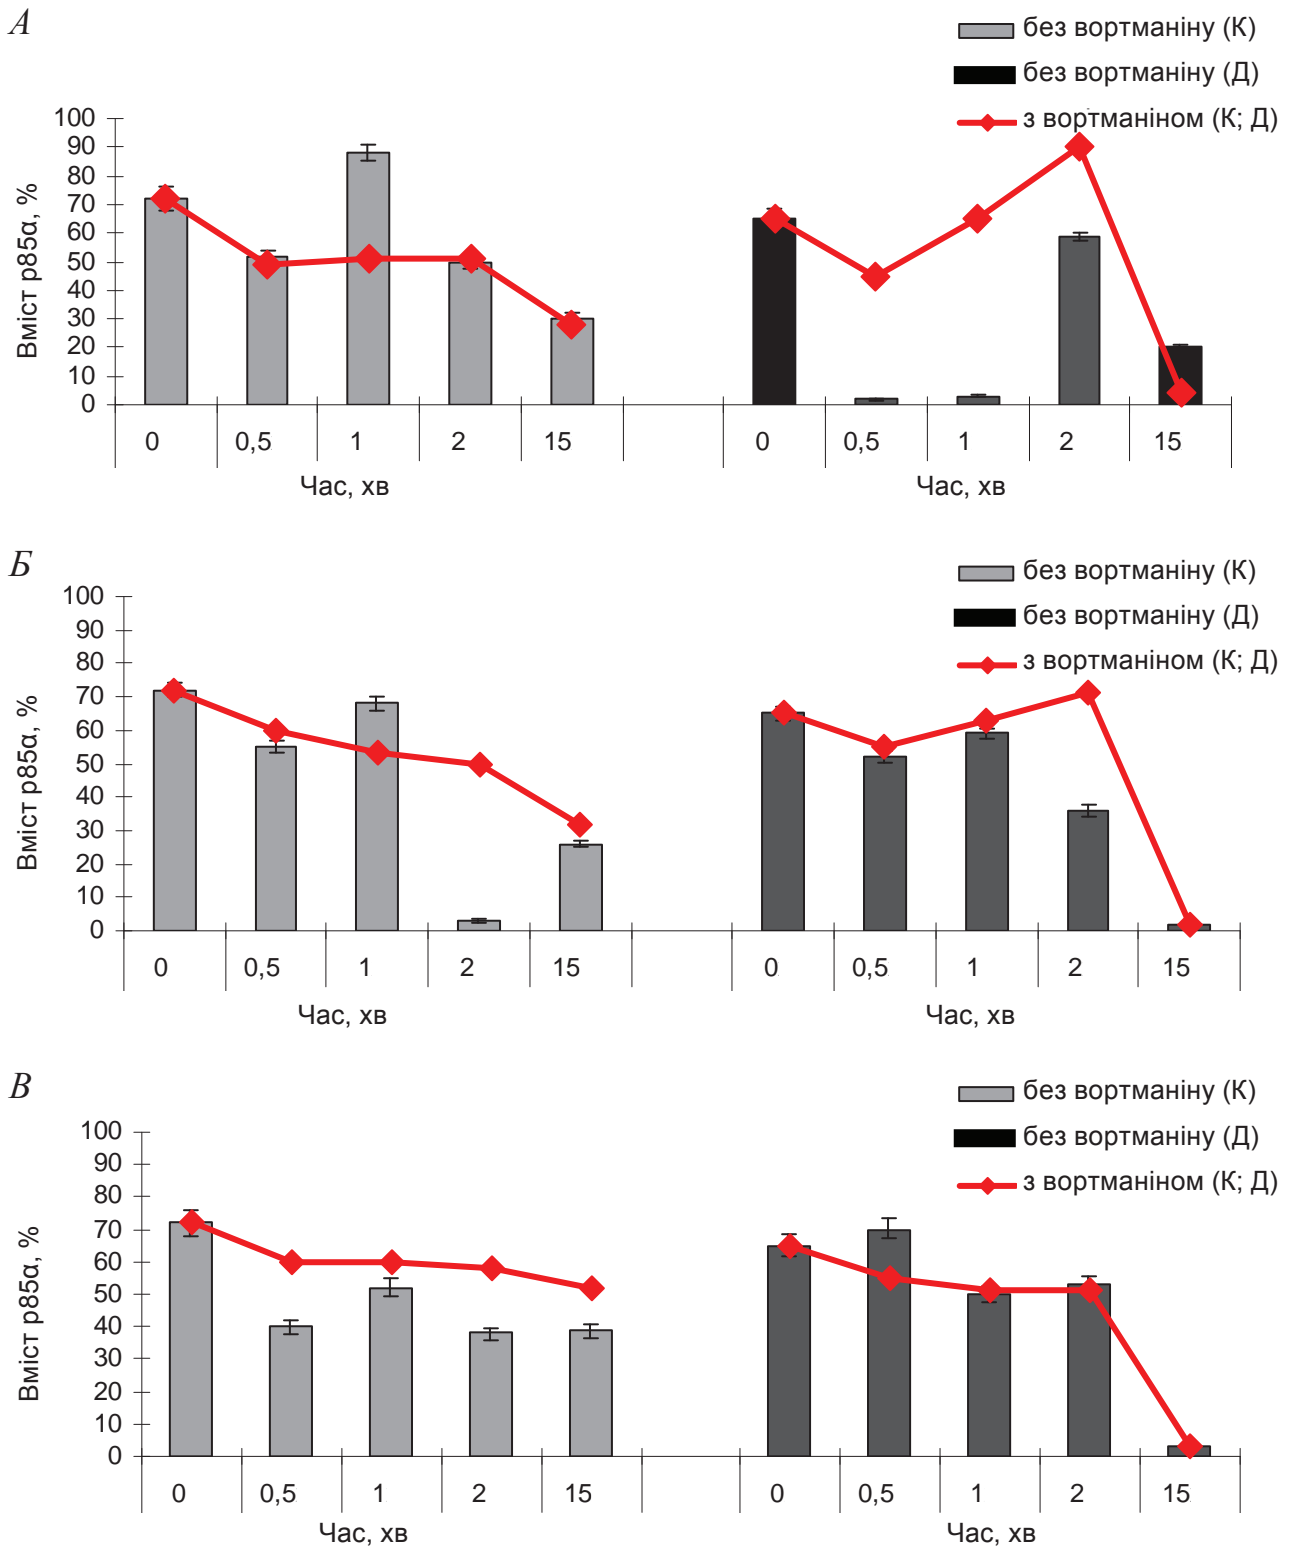 А
без вортманіну (К)
без вортманіну (Д)
з вортманіном (К; Д)
Вміст p85α, %
100
90
80
70
60
50
40
30
20
10
0
0 0,5 1 2 15 0 0,5 1 2 15
Час, хв Час, хв
Б
без вортманіну (К)
без вортманіну (Д)
з вортманіном (К; Д)
Вміст p85α, %
100
90
80
70
60
50
40
30
20
10
0
0 0,5 1 2 15 0 0,5 1 2 15
Час, хв Час, хв
В
без вортманіну (К)
без вортманіну (Д)
з вортманіном (К; Д)
Вміст p85α, %
100
90
80
70
60
50
40
30
20
10
0
0 0,5 1 2 15 0 0,5 1 2 15
Час, хв Час, хв